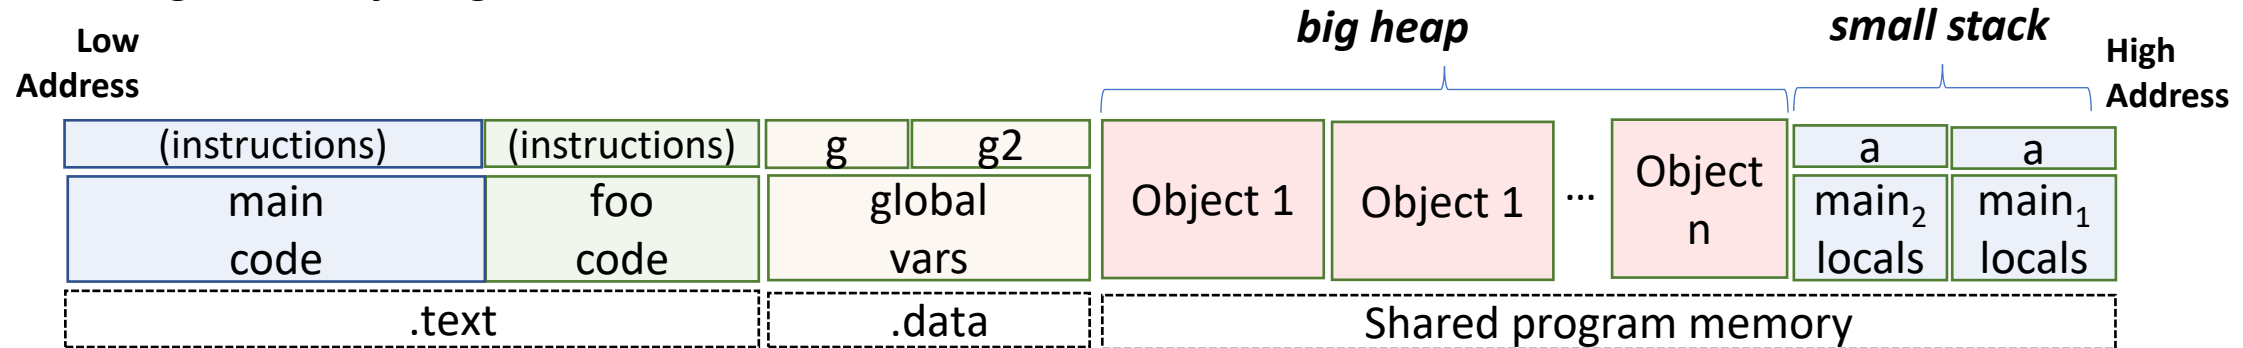 big heap
small stack
Low
Address
High
Address
(instructions)
(instructions)
g
g2
a
a
main
code
foo
code
global
vars
Object 1
Object 1
...
Object
n
main₂
locals
main₁
locals
.text
.data
Shared program memory